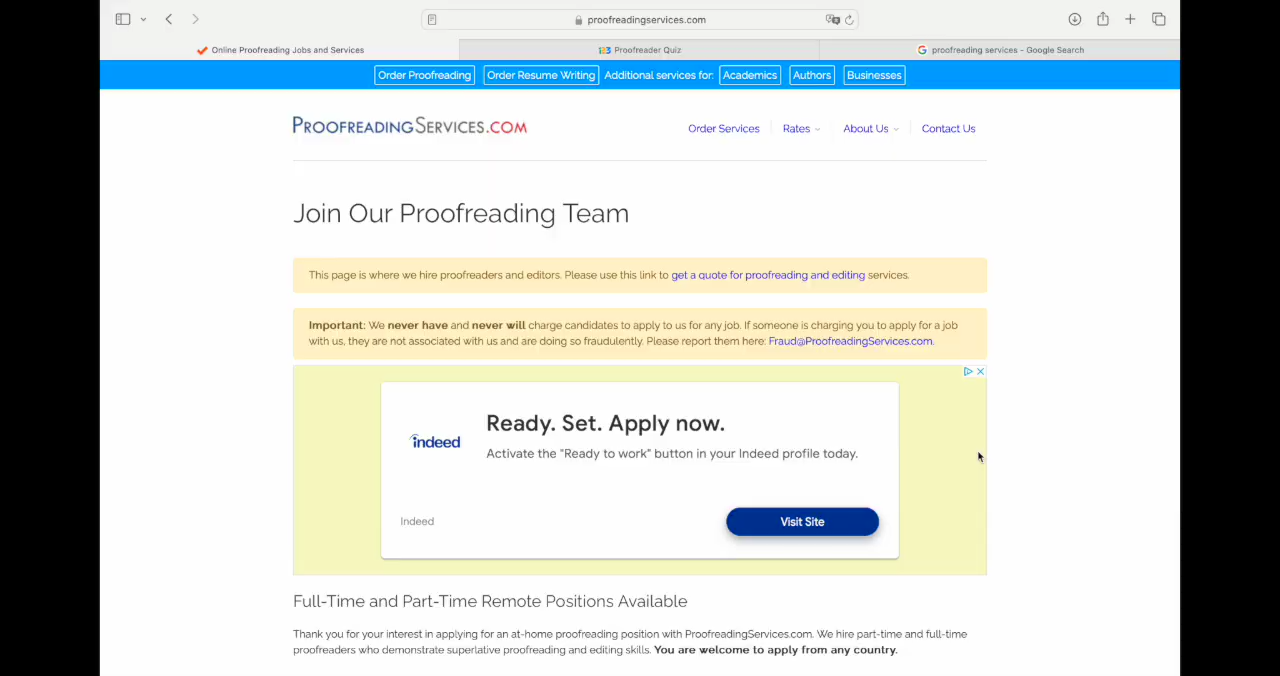 proofreadingservices.com
Online Proofreading Jobs and Services
123 Proofreader Quiz
G proofreading services - Google Search
Order Proofreading Order Resume Writing Additional services for: Academics Authors Businesses
PROOFREADINGSERVICES.COM
Order Services Rates About Us Contact Us
Join Our Proofreading Team
This page is where we hire proofreaders and editors. Please use this link to get a quote for proofreading and editing services.
Important: We never have and never will charge candidates to apply to us for any job. If someone is charging you to apply for a job
with us, they are not associated with us and are doing so fraudulently. Please report them here: Fraud@ProofreadingServices.com.
indeed
Ready. Set. Apply now.
Activate the "Ready to work" button in your Indeed profile today.
Indeed
Visit Site
Full-Time and Part-Time Remote Positions Available
Thank you for your interest in applying for an at-home proofreading position with ProofreadingServices.com. We hire part-time and full-time
proofreaders who demonstrate superlative proofreading and editing skills. You are welcome to apply from any country.